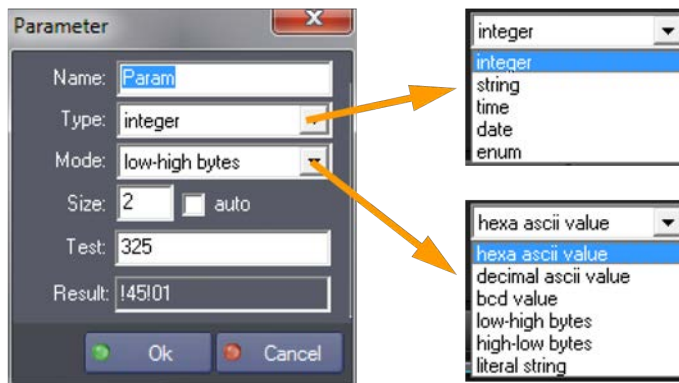 Parameter
Name: Param
Type: integer
Mode: low-high bytes
Size: 2 auto
Test: 325
Result: !45!01
Ok Cancel
integer
integer
string
time
date
enum
hexa ascii value
hexa ascii value
decimal ascii value
bcd value
low-high bytes
high-low bytes
literal string